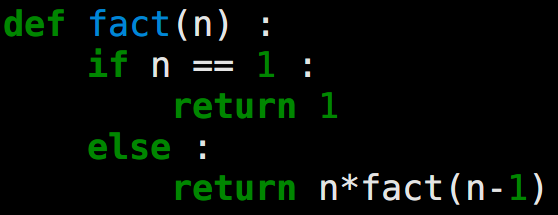 def fact(n) :
    if n == 1 :
        return 1
    else :
        return n*fact(n-1)